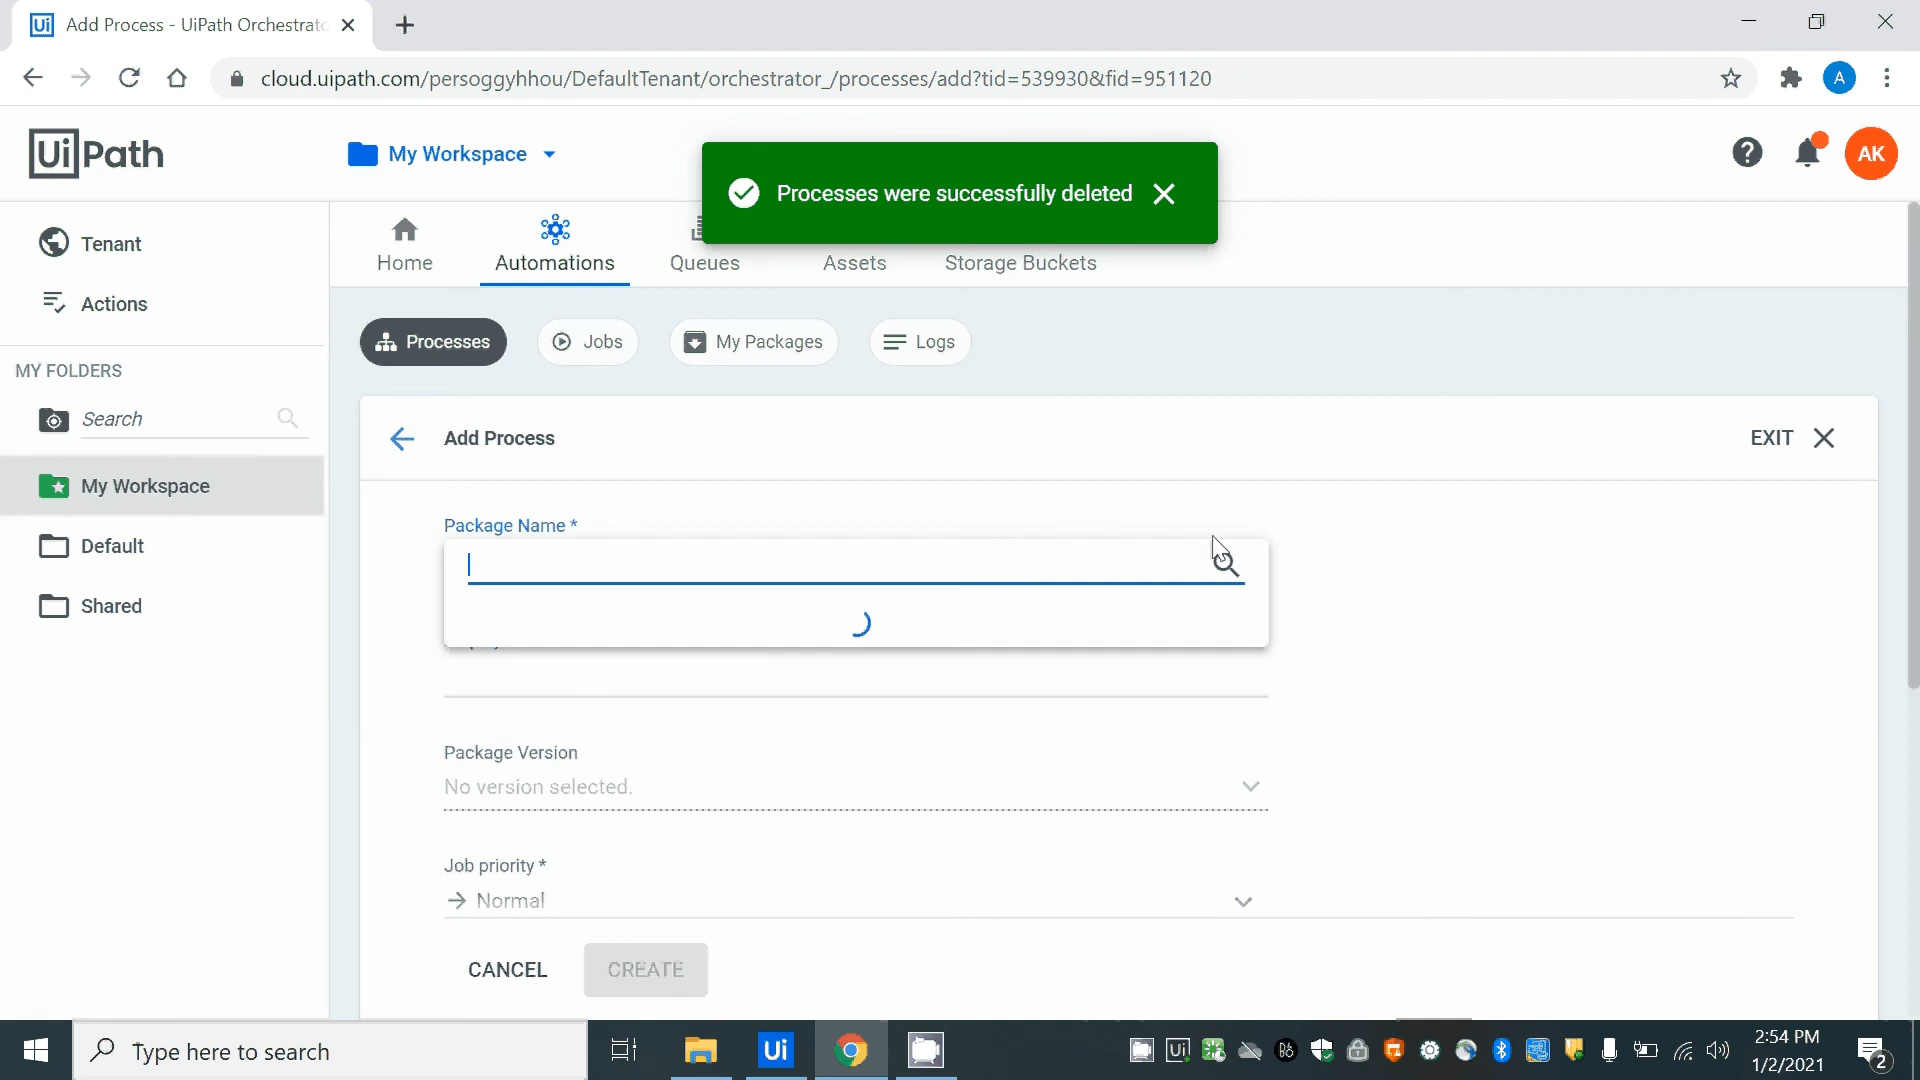 Add Process - UiPath Orchestrato
cloud.uipath.com/persoggyhhou/DefaultTenant/orchestrator_/processes/add?tid=539930&fid=951120
A
UiPath
My Workspace
Processes were successfully deleted
AK
Tenant
Home
Automations
Queues
Assets
Storage Buckets
Actions
Processes
Jobs
My Packages
Logs
MY FOLDERS
Search
Add Process
EXIT
My Workspace
Package Name *
Default
Shared
Package Version
No version selected.
Job priority *
Normal
CANCEL
CREATE
Type here to search
Ui
2:54 PM
1/2/2021
2